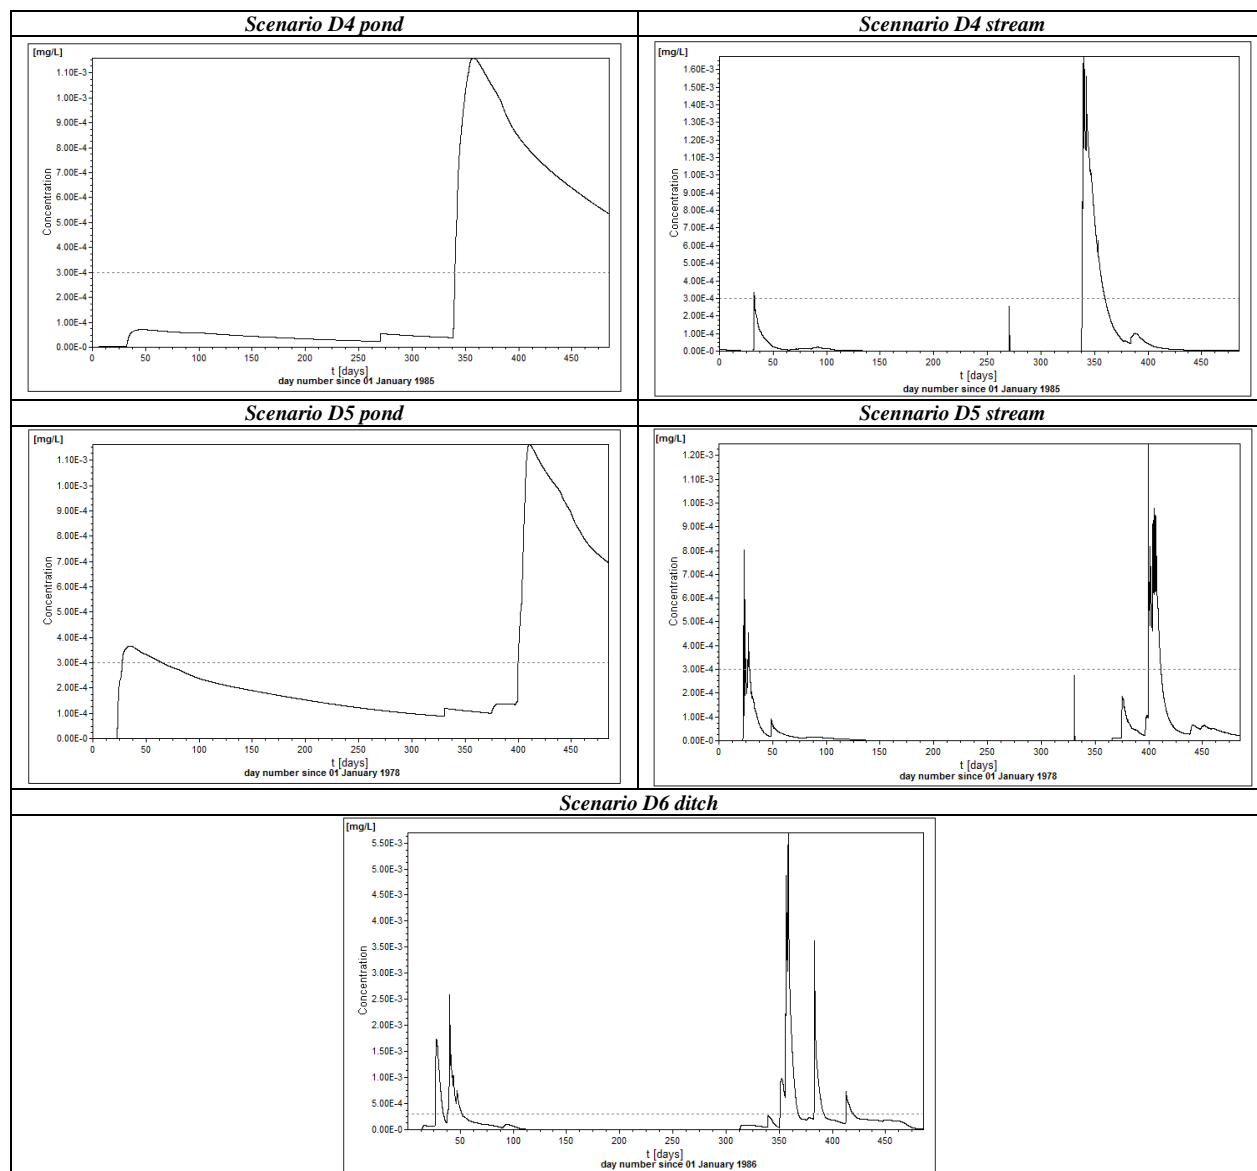 Scenario D4 pond
Scennario D4 stream
[mg/L]
1.10E-3
1.00E-3
9.00E-4
8.00E-4
7.00E-4
6.00E-4
5.00E-4
4.00E-4
3.00E-4
2.00E-4
1.00E-4
0.00E-0
Concentration
0 50 100 150 200 250 300 350 400 450
t [days]
day number since 01 January 1985
[mg/L]
1.60E-3
1.50E-3
1.40E-3
1.30E-3
1.20E-3
1.10E-3
1.00E-3
9.00E-4
8.00E-4
7.00E-4
6.00E-4
5.00E-4
4.00E-4
3.00E-4
2.00E-4
1.00E-4
0.00E-0
Concentration
0 50 100 150 200 250 300 350 400 450
t [days]
day number since 01 January 1985
Scenario D5 pond
Scennario D5 stream
[mg/L]
1.10E-3
1.00E-3
9.00E-4
8.00E-4
7.00E-4
6.00E-4
5.00E-4
4.00E-4
3.00E-4
2.00E-4
1.00E-4
0.00E-0
Concentration
0 50 100 150 200 250 300 350 400 450
t [days]
day number since 01 January 1978
[mg/L]
1.20E-3
1.10E-3
1.00E-3
9.00E-4
8.00E-4
7.00E-4
6.00E-4
5.00E-4
4.00E-4
3.00E-4
2.00E-4
1.00E-4
0.00E-0
Concentration
0 50 100 150 200 250 300 350 400 450
t [days]
day number since 01 January 1978
Scenario D6 ditch
[mg/L]
5.50E-3
5.00E-3
4.50E-3
4.00E-3
3.50E-3
3.00E-3
2.50E-3
2.00E-3
1.50E-3
1.00E-3
5.00E-4
0.00E-0
Concentration
50 100 150 200 250 300 350 400 450
t [days]
day number since 01 January 1986